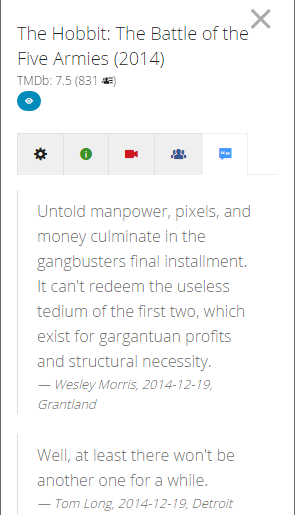 The Hobbit: The Battle of the
Five Armies (2014)
TMDb: 7.5 (831 )
Untold manpower, pixels, and
money culminate in the
gangbusters final installment.
It can't redeem the useless
tedium of the first two, which
exist for gargantuan profits
and structural necessity.
— Wesley Morris, 2014-12-19,
Grantland
Well, at least there won't be
another one for a while.
— Tom Long, 2014-12-19, Detroit